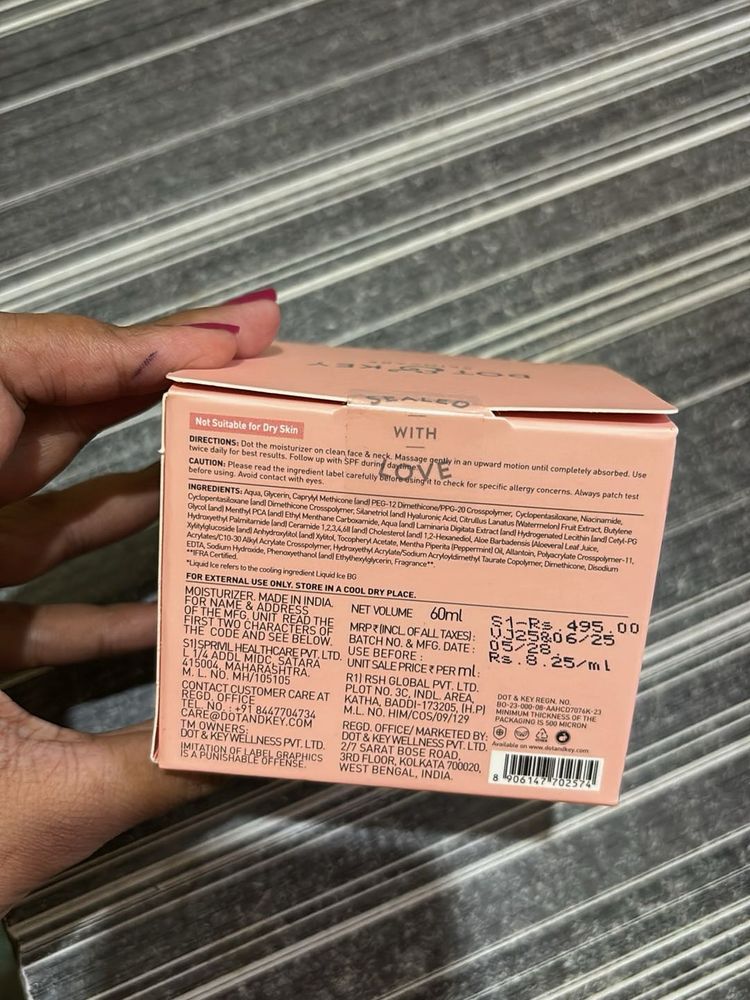 DOT & KEY
SEALED
WITH
LOVE
Not Suitable for Dry Skin
DIRECTIONS: Dot the moisturizer on clean face & neck. Massage gently in an upward motion until completely absorbed. Use
twice daily for best results. Follow up with SPF during daytime.
CAUTION: Please read the ingredient label carefully before using it to check for specific allergy concerns. Always patch test
before using. Avoid contact with eyes.
INGREDIENTS: Aqua, Glycerin, Caprylyl Methicone (and) PEG-12 Dimethicone/PPG-20 Crosspolymer, Cyclopentasiloxane, Niacinamide,
Cyclopentasiloxane (and) Dimethicone Crosspolymer, Silanetriol (and) Hyaluronic Acid, Citrullus Lanatus (Watermelon) Fruit Extract, Butylene
Glycol (and) Menthyl PCA (and) Ethyl Menthane Carboxamide, Aqua (and) Laminaria Digitata Extract (and) Hydrogenated Lecithin (and) Cetyl-PG
Hydroxyethyl Palmitamide (and) Ceramide 1,2,3,4,6II (and) Cholesterol (and) 1,2-Hexanediol, Aloe Barbadensis (Aloevera) Leaf Juice,
Xylitylglucoside (and) Anhydroxylitol (and) Xylitol, Tocopheryl Acetate, Mentha Piperita (Peppermint) Oil, Allantoin, Polyacrylate Crosspolymer-11,
Acrylates/C10-30 Alkyl Acrylate Crosspolymer, Hydroxyethyl Acrylate/Sodium Acryloyldimethyl Taurate Copolymer, Dimethicone, Disodium
EDTA, Sodium Hydroxide, Phenoxyethanol (and) Ethylhexylglycerin, Fragrance**.
**IFRA Certified.
*Liquid Ice refers to the cooling ingredient Liquid Ice BG
FOR EXTERNAL USE ONLY. STORE IN A COOL DRY PLACE.
MOISTURIZER. MADE IN INDIA.
FOR NAME & ADDRESS
OF THE MFG. UNIT READ THE
FIRST TWO CHARACTERS OF
THE CODE AND SEE BELOW.
S1) SPRIVIL HEALTHCARE PVT. LTD.
L 1/4 ADDL MIDC, SATARA
415004, MAHARASHTRA.
M. L. NO. MH/105105
CONTACT CUSTOMER CARE AT
REGD. OFFICE
TEL. NO. : +91 8447704734
CARE@DOTANDKEY.COM
TM OWNERS:
DOT & KEY WELLNESS PVT. LTD.
IMITATION OF LABEL GRAPHICS
IS A PUNISHABLE OFFENSE.
NET VOLUME 60ml
MRP ₹ (INCL. OF ALL TAXES) :
BATCH NO. & MFG. DATE :
USE BEFORE :
UNIT SALE PRICE ₹ PER ml :
S1-Rs.495.00
VJ25&06/25
05/28
Rs.8.25/ml
R1) RSH GLOBAL PVT. LTD.
PLOT NO. 3C, INDL. AREA,
KATHA, BADDI-173205, (H.P)
M.L. NO. HIM/COS/09/129
REGD. OFFICE/ MARKETED BY:
DOT & KEY WELLNESS PVT. LTD.
2/7 SARAT BOSE ROAD,
3RD FLOOR, KOLKATA 700020,
WEST BENGAL, INDIA.
DOT & KEY REGN. NO.
BO-23-000-08-AAHCD7076K-23
MINIMUM THICKNESS OF THE
PACKAGING IS 500 MICRON
Available on www.dotandkey.com
8 906147 702574